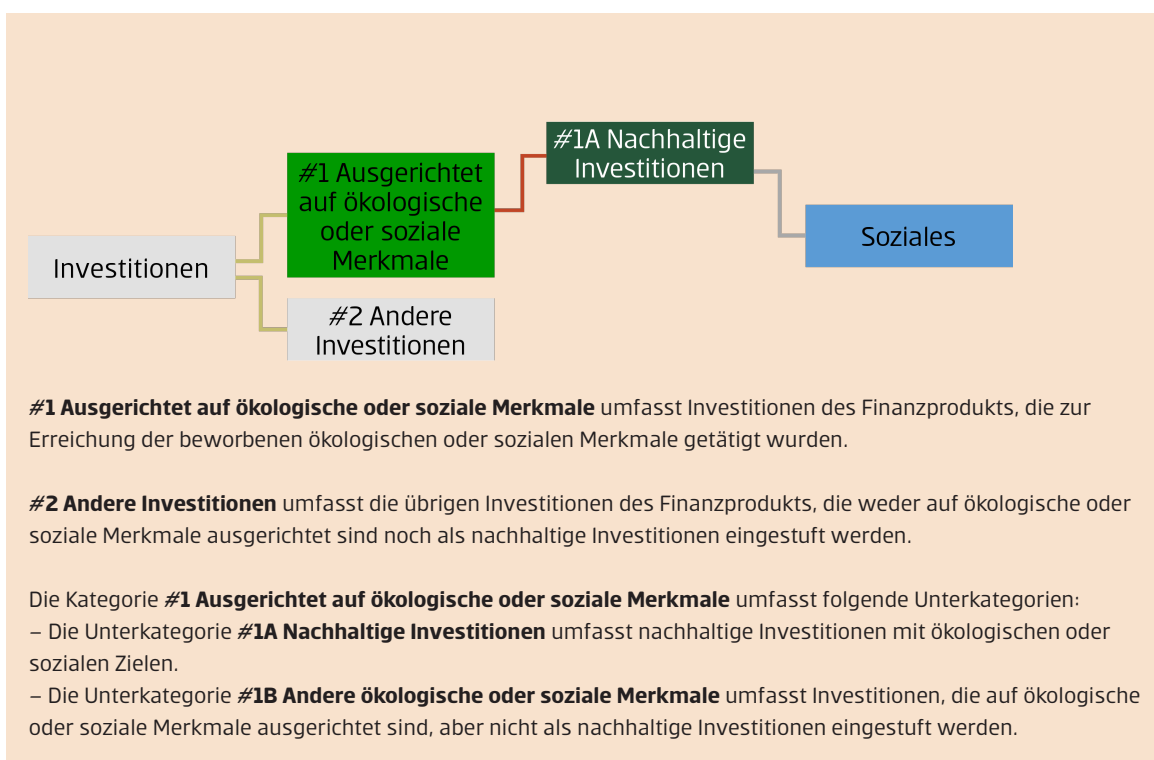 #1A Nachhaltige
Investitionen
#1 Ausgerichtet
auf ökologische
oder soziale
Merkmale
Soziales
Investitionen
#2 Andere
Investitionen
#1 Ausgerichtet auf ökologische oder soziale Merkmale umfasst Investitionen des Finanzprodukts, die zur
Erreichung der beworbenen ökologischen oder sozialen Merkmale getätigt wurden.
#2 Andere Investitionen umfasst die übrigen Investitionen des Finanzprodukts, die weder auf ökologische oder
soziale Merkmale ausgerichtet sind noch als nachhaltige Investitionen eingestuft werden.
Die Kategorie #1 Ausgerichtet auf ökologische oder soziale Merkmale umfasst folgende Unterkategorien:
– Die Unterkategorie #1A Nachhaltige Investitionen umfasst nachhaltige Investitionen mit ökologischen oder
sozialen Zielen.
– Die Unterkategorie #1B Andere ökologische oder soziale Merkmale umfasst Investitionen, die auf ökologische
oder soziale Merkmale ausgerichtet sind, aber nicht als nachhaltige Investitionen eingestuft werden.